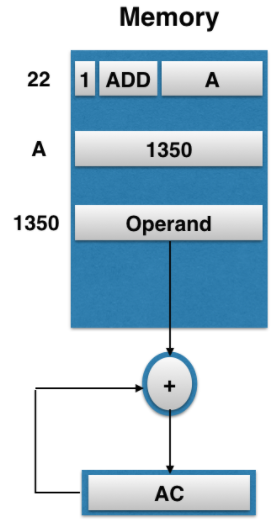 Memory
22 1 ADD A
A 1350
1350 Operand
+
AC